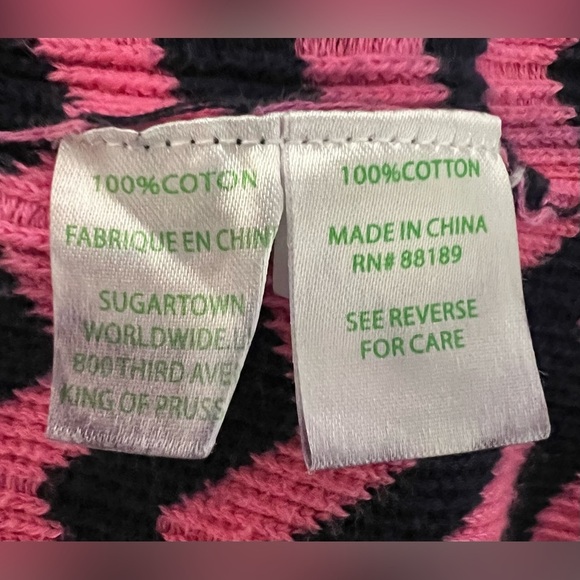 100%COTON
FABRIQUE EN CHIN
SUGARTOWN
WORLDWIDE
800 THIRD AVE
KING OF PRUSS
100%COTTON
MADE IN CHINA
RN# 88189
SEE REVERSE
FOR CARE